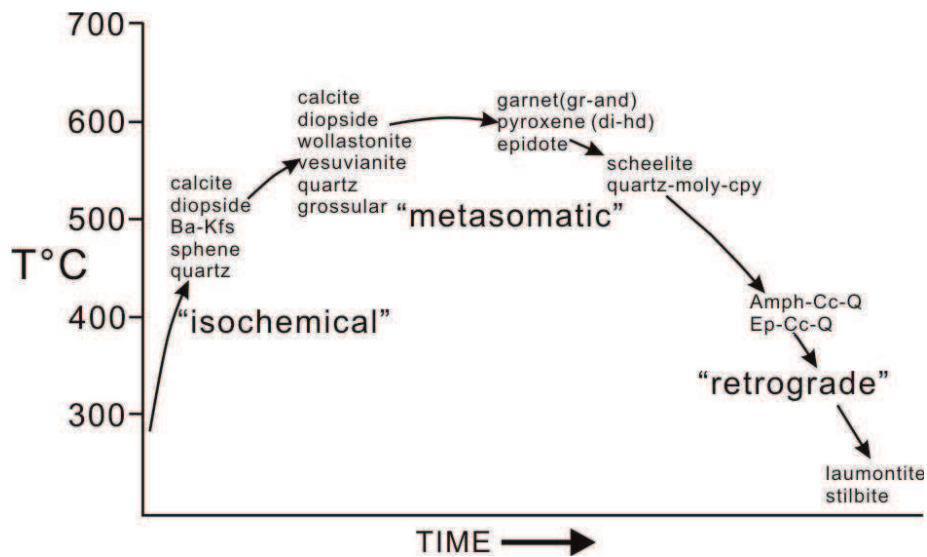 700
600
500
400
300
T°C
calcite
diopside
Ba-Kfs
sphene
quartz
“isochemical”
calcite
diopside
wollastonite
vesuvianite
quartz
grossular
“metasomatic”
garnet(gr-and)
pyroxene (di-hd)
epidote
scheelite
quartz-moly-cpy
Amph-Cc-Q
Ep-Cc-Q
“retrograde”
laumontite
stilbite
TIME